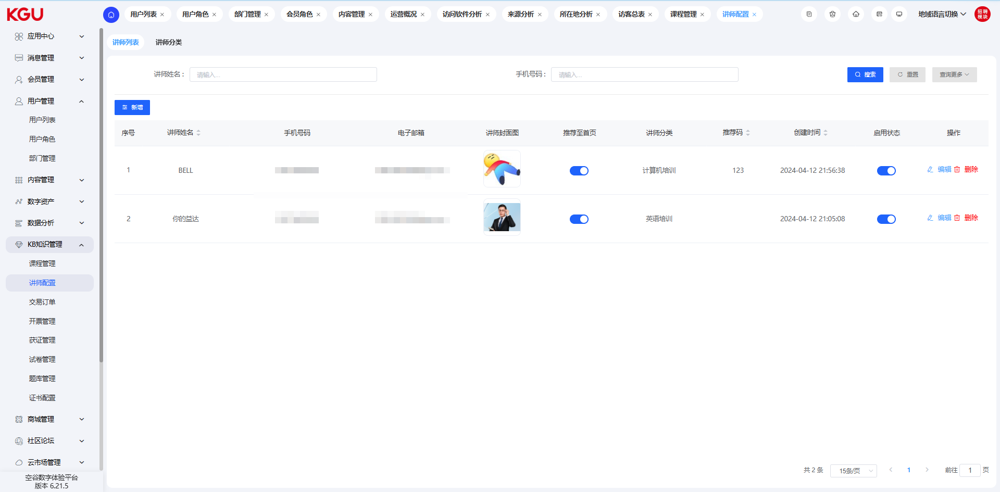 KGU
用户列表 × 用户角色 × 部门管理 × 会员角色 × 内容管理 × 运营概况 × 访问软件分析 × 来源分析 × 所在地分析 × 访客总表 × 课程管理 × 讲师配置 ×
地域语言切换
招聘
模块
应用中心
消息管理
会员管理
用户管理
用户列表
用户角色
部门管理
内容管理
数字资产
数据分析
KB知识管理
课程管理
讲师配置
交易订单
开票管理
获证管理
试卷管理
题库管理
证书配置
商城管理
社区论坛
云市场管理
空谷数字体验平台
版本 6.21.5
讲师列表 讲师分类
讲师姓名： 请输入... 手机号码： 请输入... 搜索 重置 查询更多
新增
序号 讲师姓名 手机号码 电子邮箱 讲师封面图 推荐至首页 讲师分类 推荐码 创建时间 启用状态 操作
1 BELL 计算机培训 123 2024-04-12 21:56:38 编辑 删除
2 你的益达 英语培训 2024-04-12 21:05:08 编辑 删除
共 2 条 15条/页 1 前往 1 页